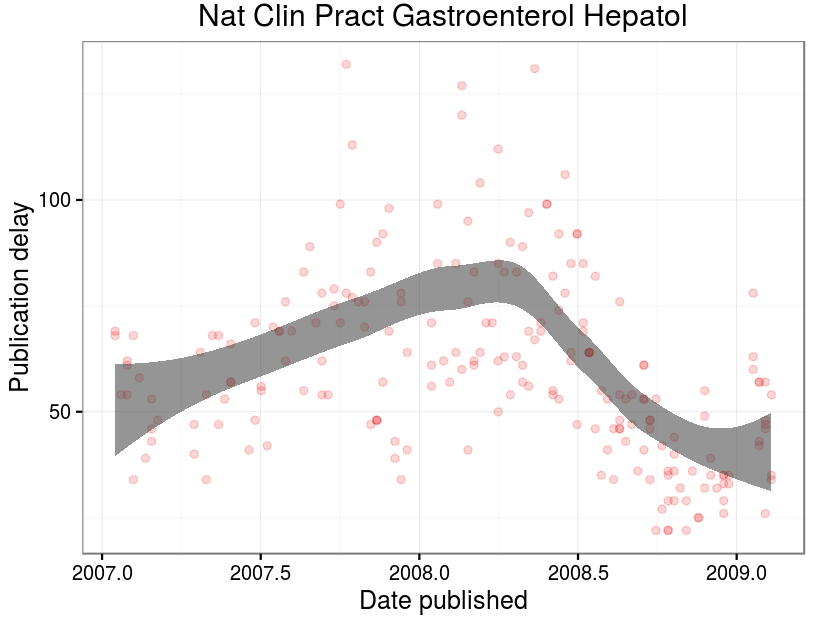 Nat Clin Pract Gastroenterol Hepatol
Publication delay
100
50
2007.0 2007.5 2008.0 2008.5 2009.0
Date published